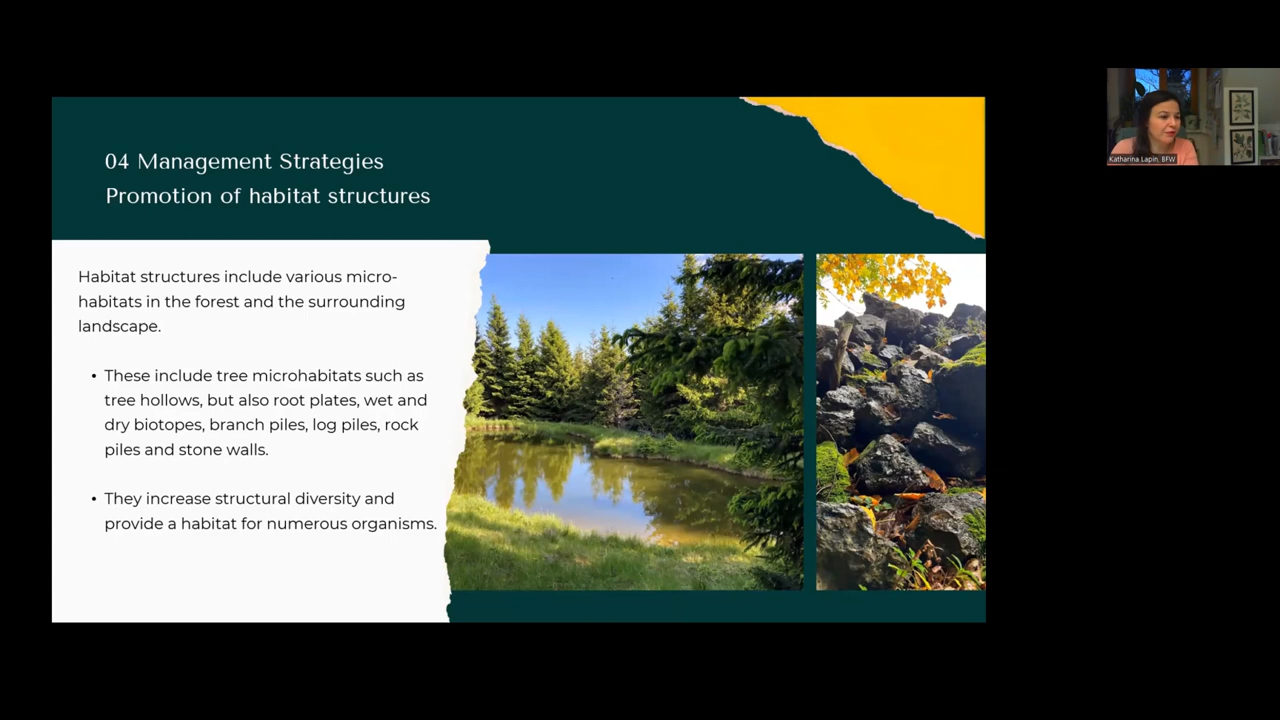 04 Management Strategies
Promotion of habitat structures
Habitat structures include various micro-
habitats in the forest and the surrounding
landscape.
• These include tree microhabitats such as
tree hollows, but also root plates, wet and
dry biotopes, branch piles, log piles, rock
piles and stone walls.
• They increase structural diversity and
provide a habitat for numerous organisms.
Katharina Lapin, BFW